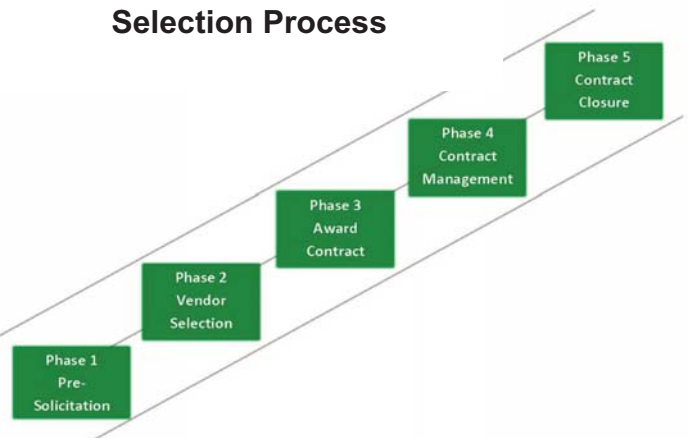 Selection Process
Phase 5
Contract
Closure
Phase 4
Contract
Management
Phase 3
Award
Contract
Phase 2
Vendor
Selection
Phase 1
Pre-
Solicitation